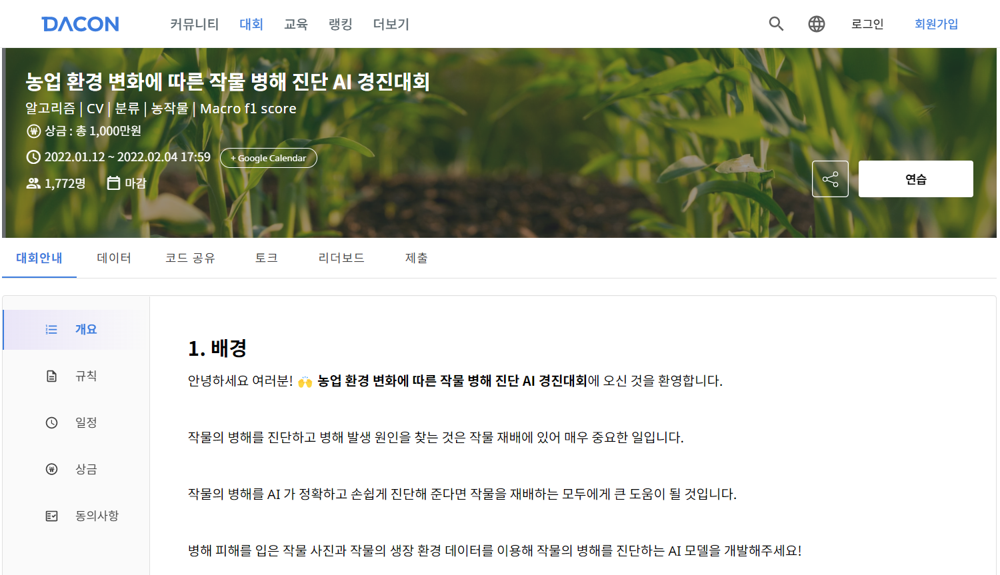 DACON 커뮤니티 대회 교육 랭킹 더보기 로그인 회원가입
농업 환경 변화에 따른 작물 병해 진단 AI 경진대회
알고리즘 | CV | 분류 | 농작물 | Macro f1 score
상금 : 총 1,000만원
2022.01.12 ~ 2022.02.04 17:59 + Google Calendar
1,772명 마감
연습
대회안내 데이터 코드 공유 토크 리더보드 제출
개요
규칙
일정
상금
동의사항
1. 배경
안녕하세요 여러분! 🙌 농업 환경 변화에 따른 작물 병해 진단 AI 경진대회에 오신 것을 환영합니다.
작물의 병해를 진단하고 병해 발생 원인을 찾는 것은 작물 재배에 있어 매우 중요한 일입니다.
작물의 병해를 AI 가 정확하고 손쉽게 진단해 준다면 작물을 재배하는 모두에게 큰 도움이 될 것입니다.
병해 피해를 입은 작물 사진과 작물의 생장 환경 데이터를 이용해 작물의 병해를 진단하는 AI 모델을 개발해주세요!